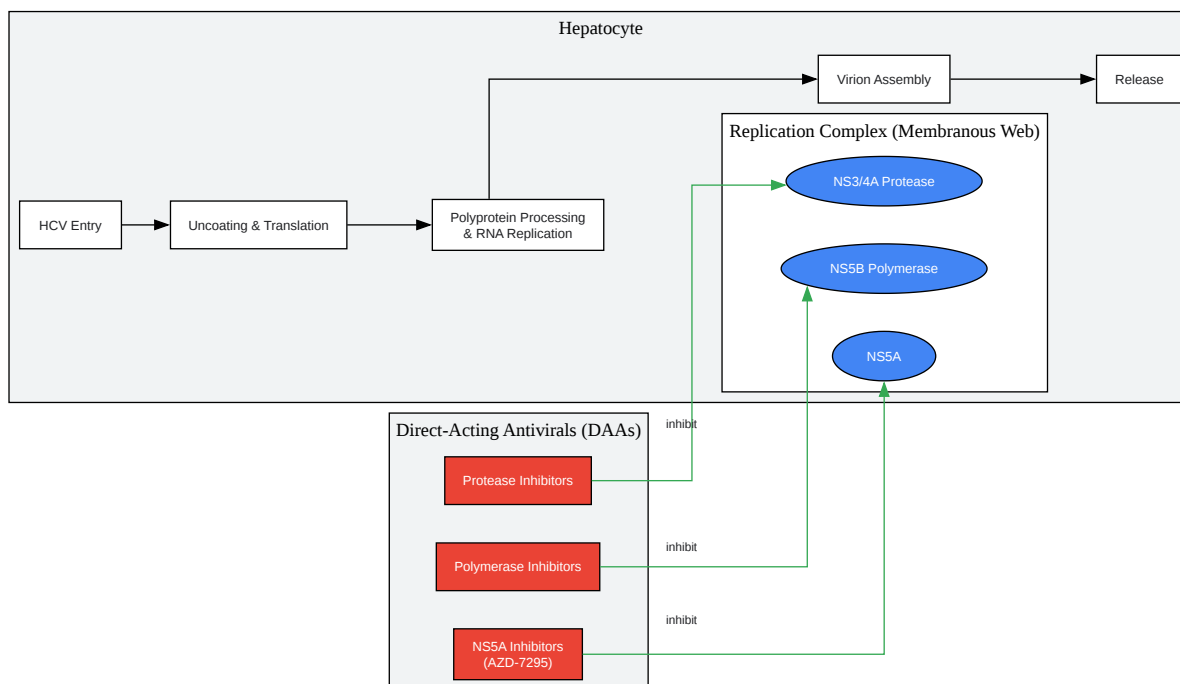 Hepatocyte
Virion Assembly
Release
Replication Complex (Membranous Web)
NS3/4A Protease
HCV Entry
Uncoating & Translation
Polyprotein Processing
& RNA Replication
NS5B Polymerase
NS5A
Direct-Acting Antivirals (DAAs)
inhibit
Protease Inhibitors
inhibit
Polymerase Inhibitors
inhibit
NS5A Inhibitors
(AZD-7295)